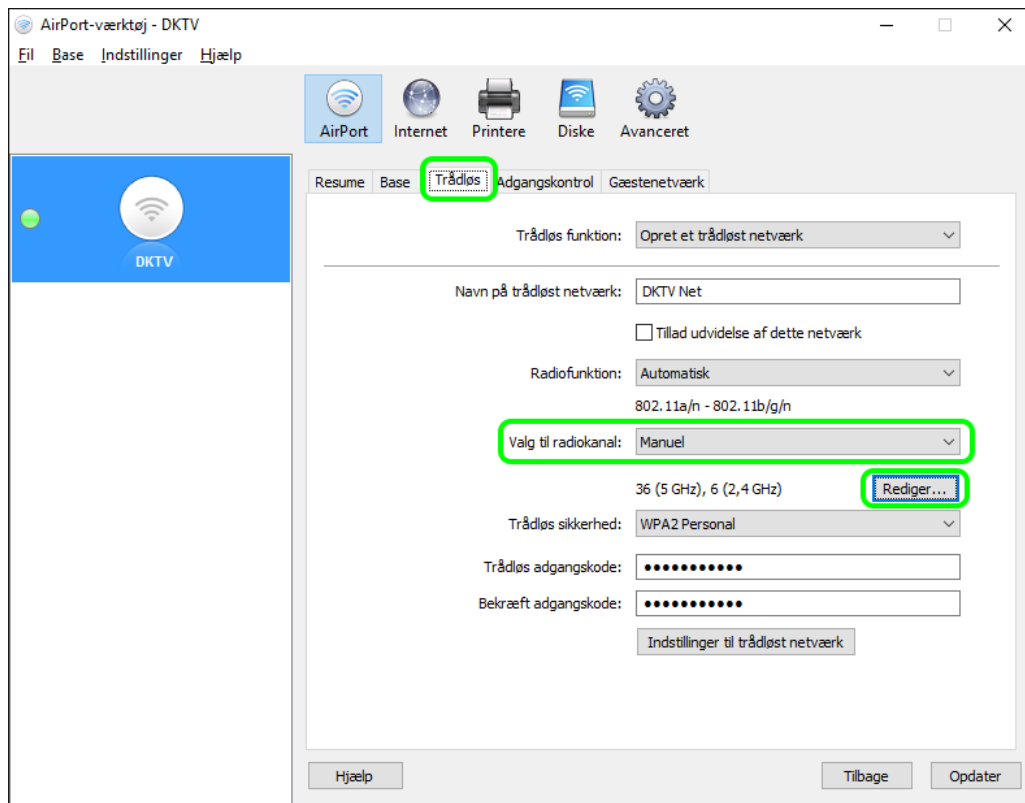 AirPort-værktøj - DKTV
Fil Base Indstillinger Hjælp
AirPort Internet Printere Diske Avanceret
DKTV
Resume Base Trådløs Adgangskontrol Gæstenetværk
Trådløs funktion: Opret et trådløst netværk
Navn på trådløst netværk: DKTV Net
Tillad udvidelse af dette netværk
Radiofunktion: Automatisk
802.11a/n - 802.11b/g/n
Valg til radiokanal: Manuel
36 (5 GHz), 6 (2,4 GHz) Rediger...
Trådløs sikkerhed: WPA2 Personal
Trådløs adgangskode: •••••••••••
Bekræft adgangskode: •••••••••••
Indstillinger til trådløst netværk
Hjælp Tilbage Opdater